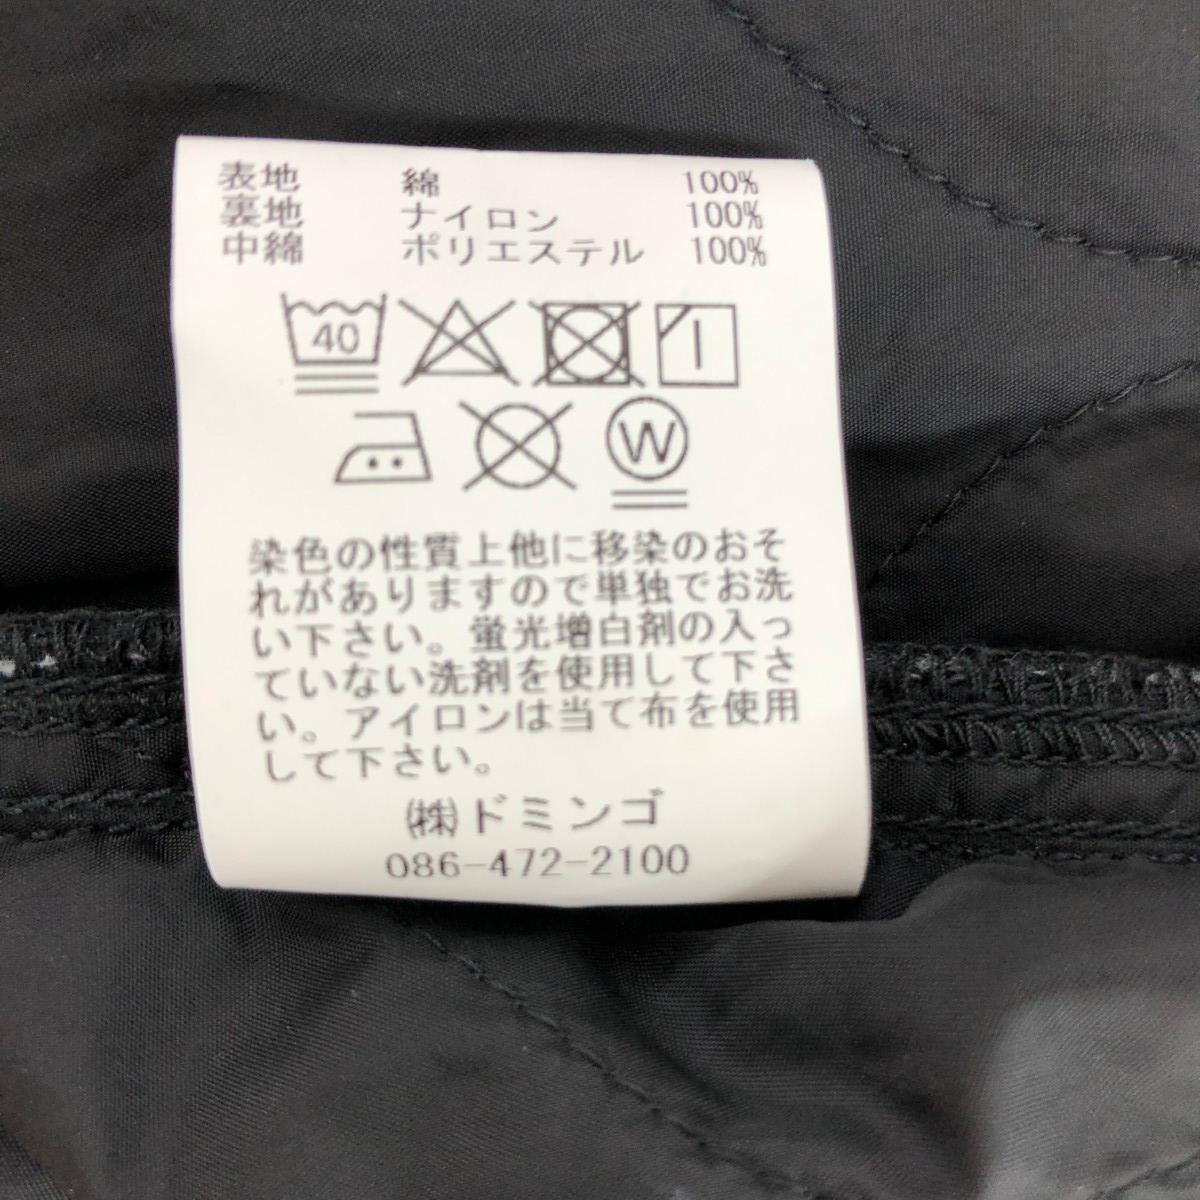 表地 綿 100%
裏地 ナイロン 100%
中綿 ポリエステル 100%
40
W
染色の性質上他に移染のおそ
れがありますので単独でお洗
い下さい。蛍光増白剤の入っ
ていない洗剤を使用して下さ
い。アイロンは当て布を使用
して下さい。
㈱ドミンゴ
086-472-2100